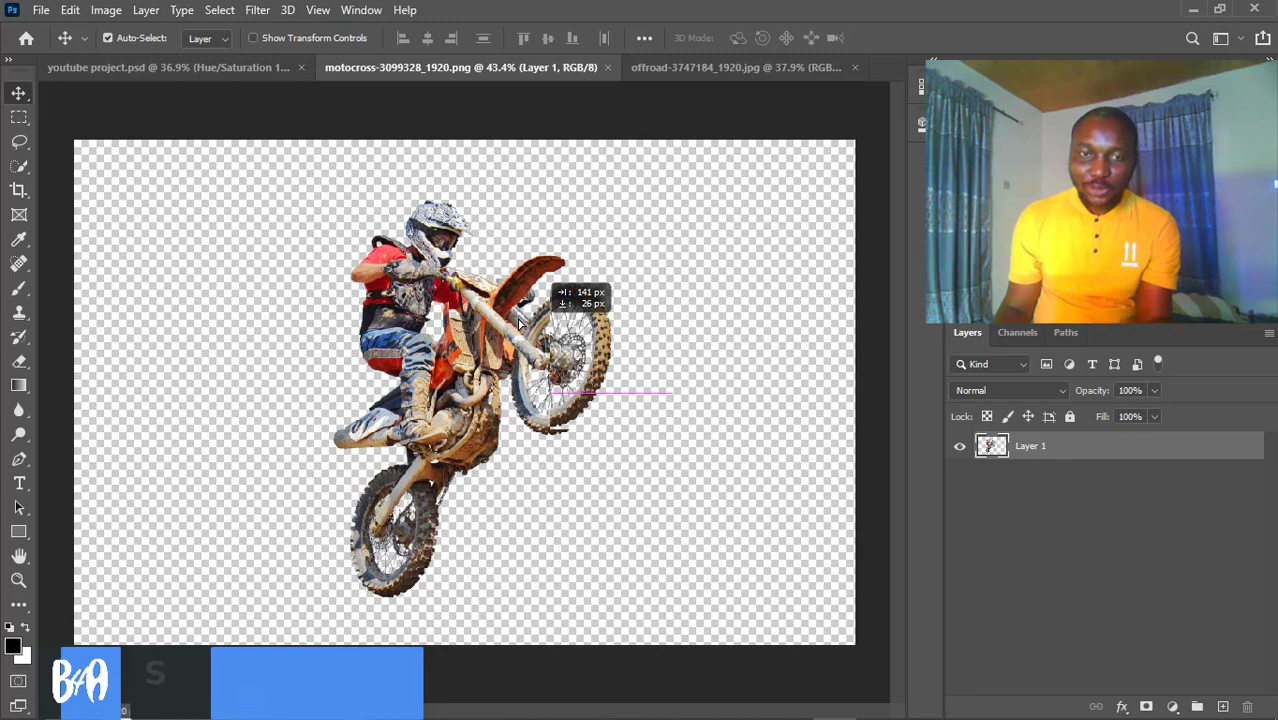 Ps File Edit Image Layer Type Select Filter 3D View Window Help
Auto-Select: Layer Show Transform Controls 3D Mode:
youtube project.psd @ 36.9% (Hue/Saturation 1... × motocross-3099328_1920.png @ 43.4% (Layer 1, RGB/8) × offroad-3747184_1920.jpg @ 37.9% (RGB... ×
141 px
26 px
Layers Channels Paths
Kind
Normal Opacity: 100%
Lock: Fill: 100%
Layer 1
T
B&A S